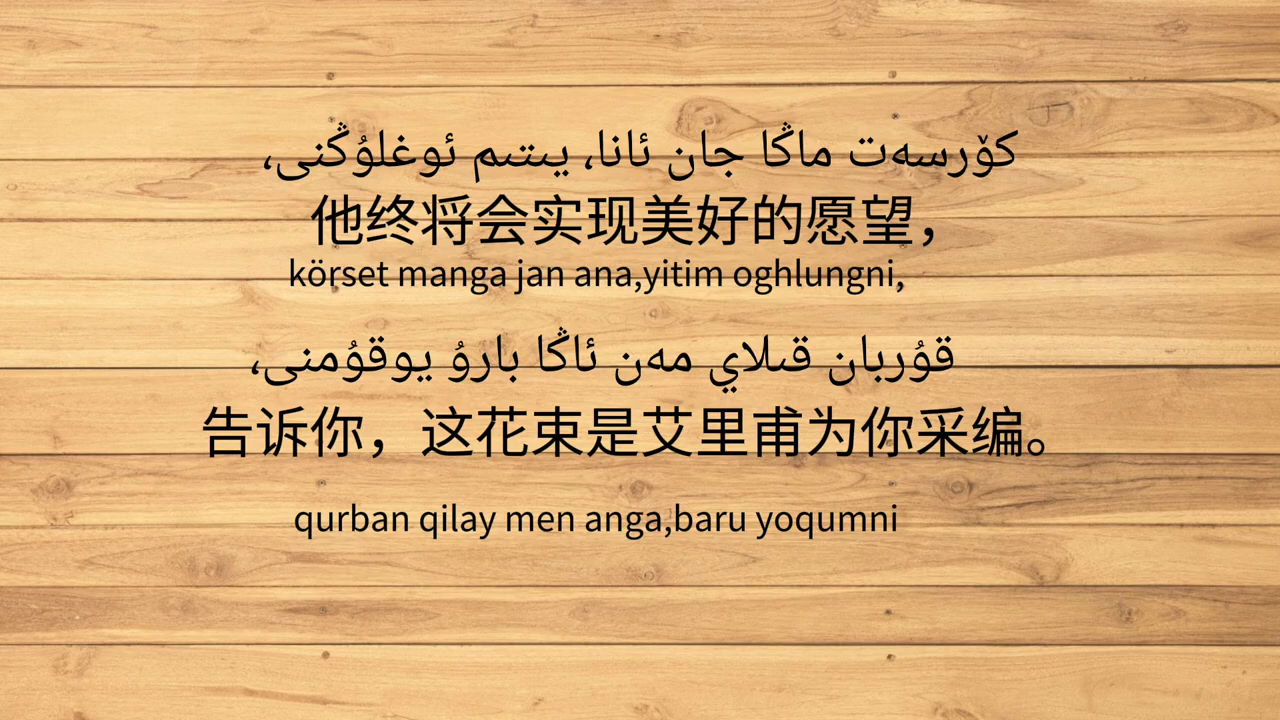 كۆرسەت ماڭا جان ئانا، يىتىم ئوغلۇڭنى،
他终将会实现美好的愿望，
körset manga jan ana,yitim oghlungni,
قۇربان قىلاي مەن ئاڭا بارۇ يوقۇمنى،
告诉你，这花束是艾里甫为你采编。
qurban qilay men anga,baru yoqumni